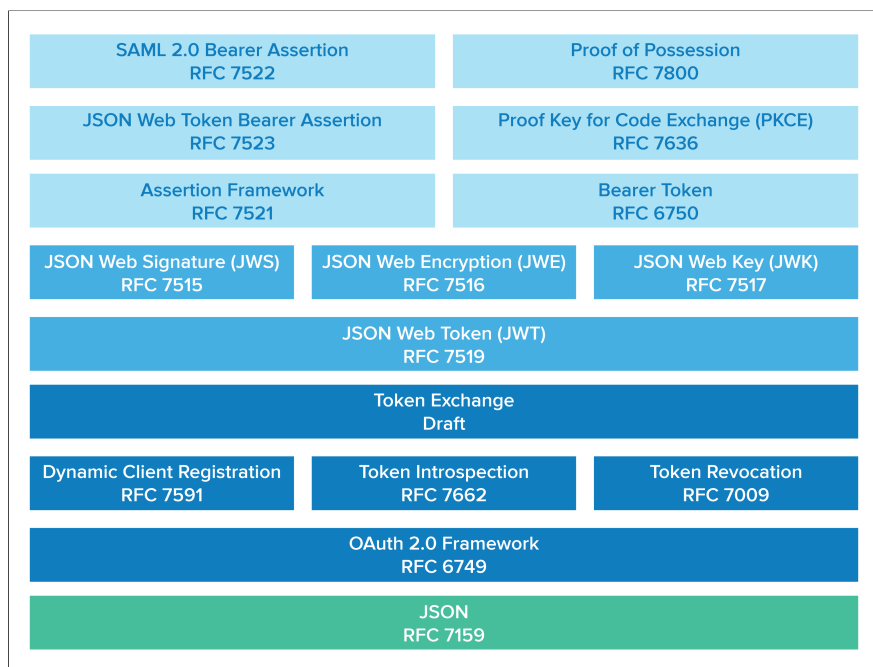 SAML 2.0 Bearer Assertion
RFC 7522
Proof of Possession
RFC 7800
JSON Web Token Bearer Assertion
RFC 7523
Proof Key for Code Exchange (PKCE)
RFC 7636
Assertion Framework
RFC 7521
Bearer Token
RFC 6750
JSON Web Signature (JWS)
RFC 7515
JSON Web Encryption (JWE)
RFC 7516
JSON Web Key (JWK)
RFC 7517
JSON Web Token (JWT)
RFC 7519
Token Exchange
Draft
Dynamic Client Registration
RFC 7591
Token Introspection
RFC 7662
Token Revocation
RFC 7009
OAuth 2.0 Framework
RFC 6749
JSON
RFC 7159